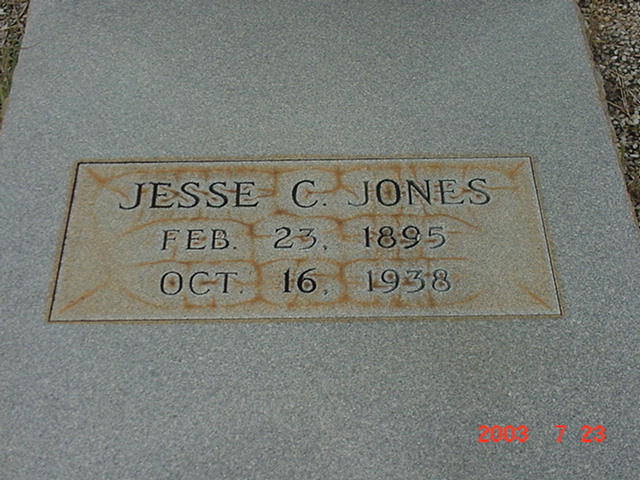 JESSE C. JONES
FEB. 23, 1895
OCT. 16, 1938
2003 7 23